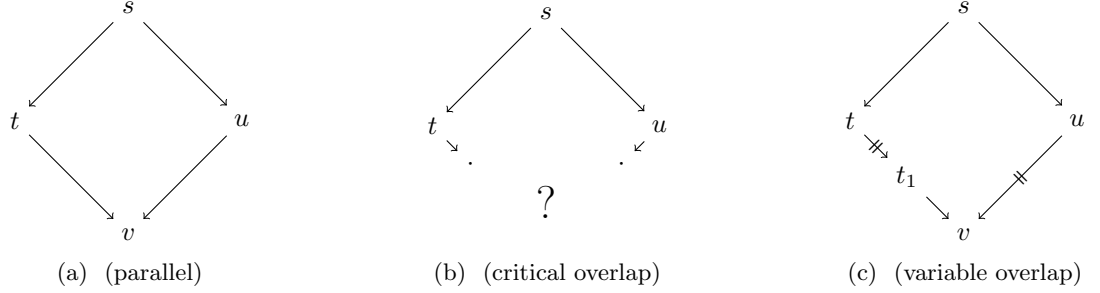 s s s
t u t u t u
. .
t₁
?
v v
(a) (parallel) (b) (critical overlap) (c) (variable overlap)